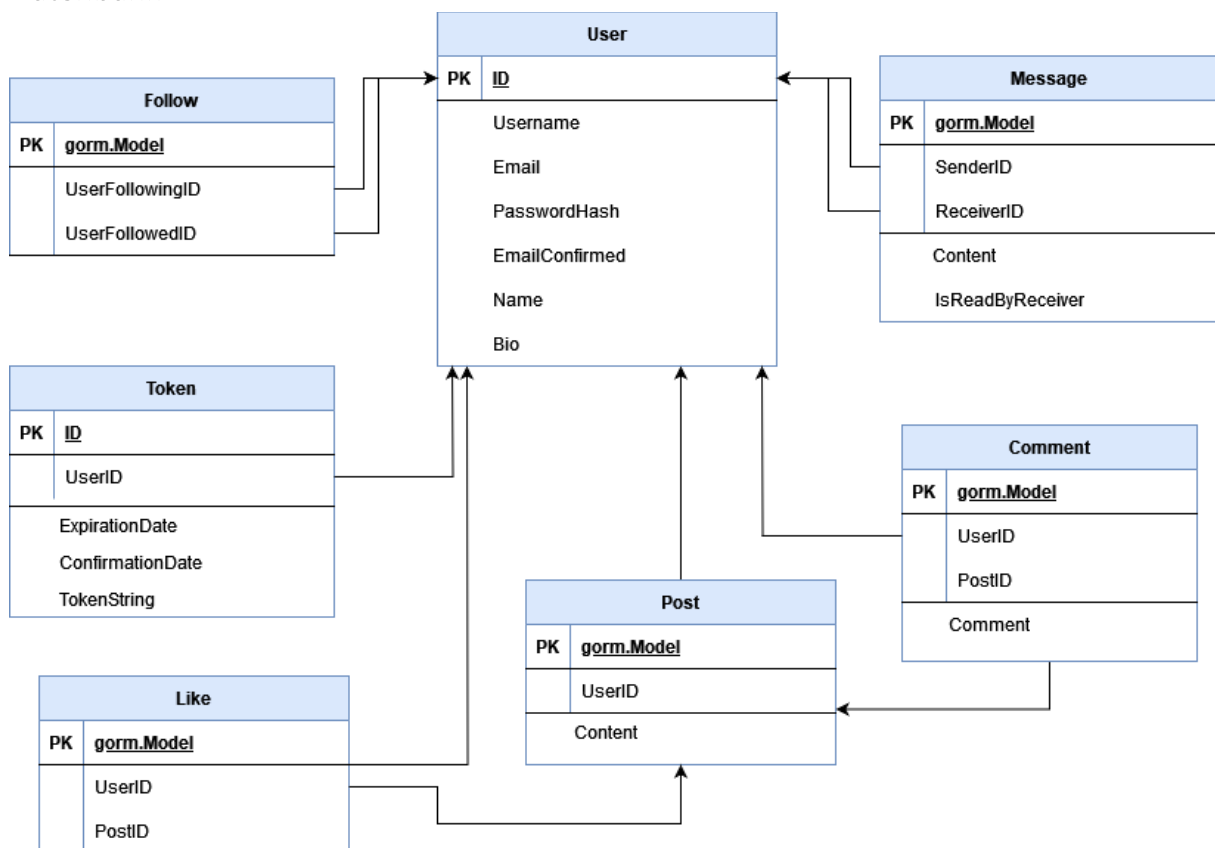 User
PK ID
Username
Email
PasswordHash
EmailConfirmed
Name
Bio
Follow
PK gorm.Model
UserFollowingID
UserFollowedID
Message
PK gorm.Model
SenderID
ReceiverID
Content
IsReadByReceiver
Token
PK ID
UserID
ExpirationDate
ConfirmationDate
TokenString
Comment
PK gorm.Model
UserID
PostID
Comment
Post
PK gorm.Model
UserID
Content
Like
PK gorm.Model
UserID
PostID